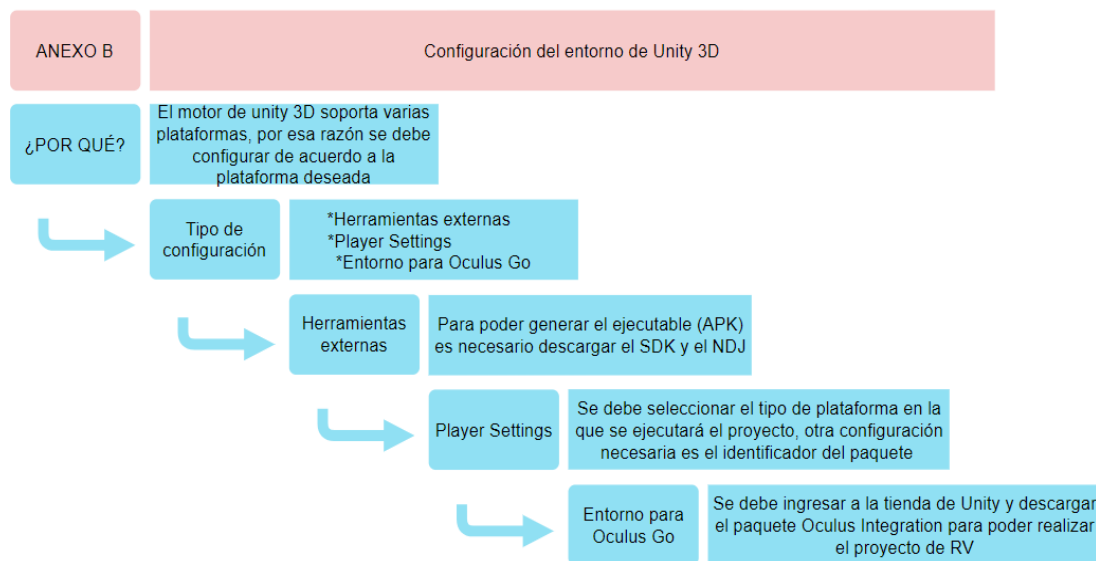 ANEXO B
Configuración del entorno de Unity 3D
¿POR QUÉ?
El motor de unity 3D soporta varias
plataformas, por esa razón se debe
configurar de acuerdo a la
plataforma deseada
Tipo de
configuración
*Herramientas externas
*Player Settings
*Entorno para Oculus Go
Herramientas
externas
Para poder generar el ejecutable (APK)
es necesario descargar el SDK y el NDJ
Player Settings
Se debe seleccionar el tipo de plataforma en la
que se ejecutará el proyecto, otra configuración
necesaria es el identificador del paquete
Entorno para
Oculus Go
Se debe ingresar a la tienda de Unity y descargar
el paquete Oculus Integration para poder realizar
el proyecto de RV